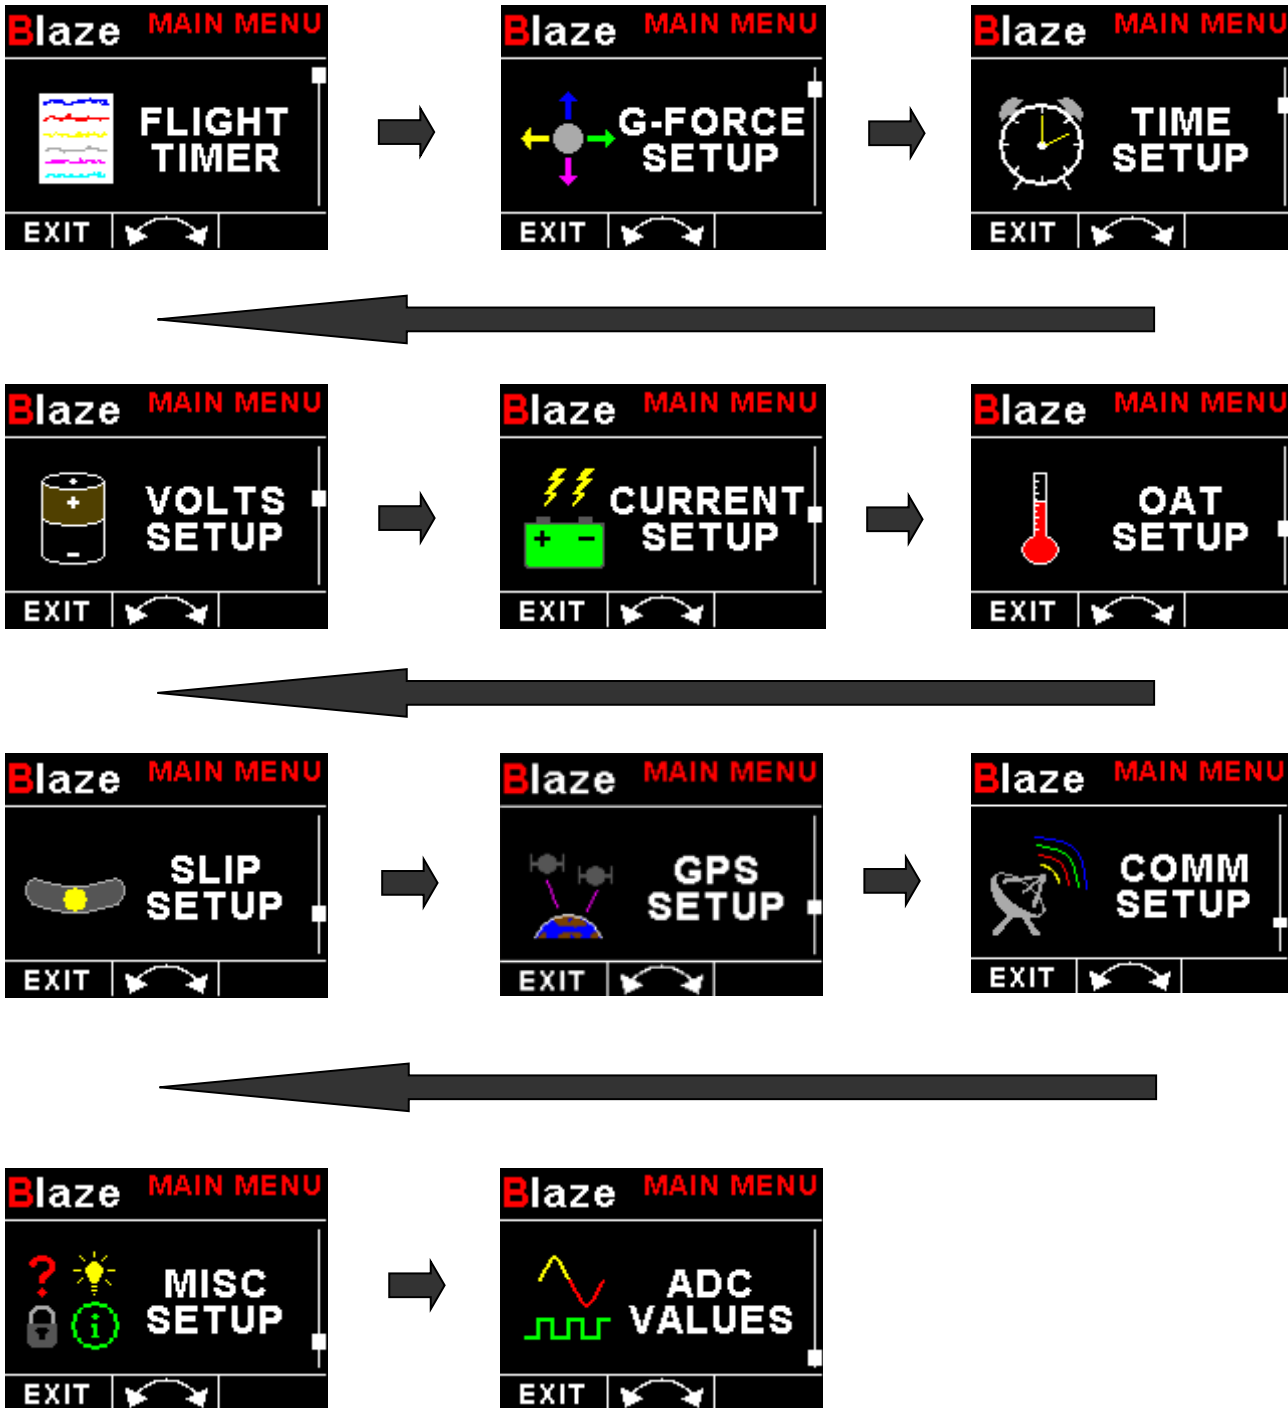 Blaze MAIN MENU
FLIGHT
TIMER
EXIT
Blaze MAIN MENU
G-FORCE
SETUP
EXIT
Blaze MAIN MENU
TIME
SETUP
EXIT
Blaze MAIN MENU
VOLTS
SETUP
EXIT
Blaze MAIN MENU
CURRENT
SETUP
EXIT
Blaze MAIN MENU
OAT
SETUP
EXIT
Blaze MAIN MENU
SLIP
SETUP
EXIT
Blaze MAIN MENU
GPS
SETUP
EXIT
Blaze MAIN MENU
COMM
SETUP
EXIT
Blaze MAIN MENU
MISC
SETUP
EXIT
Blaze MAIN MENU
ADC
VALUES
EXIT